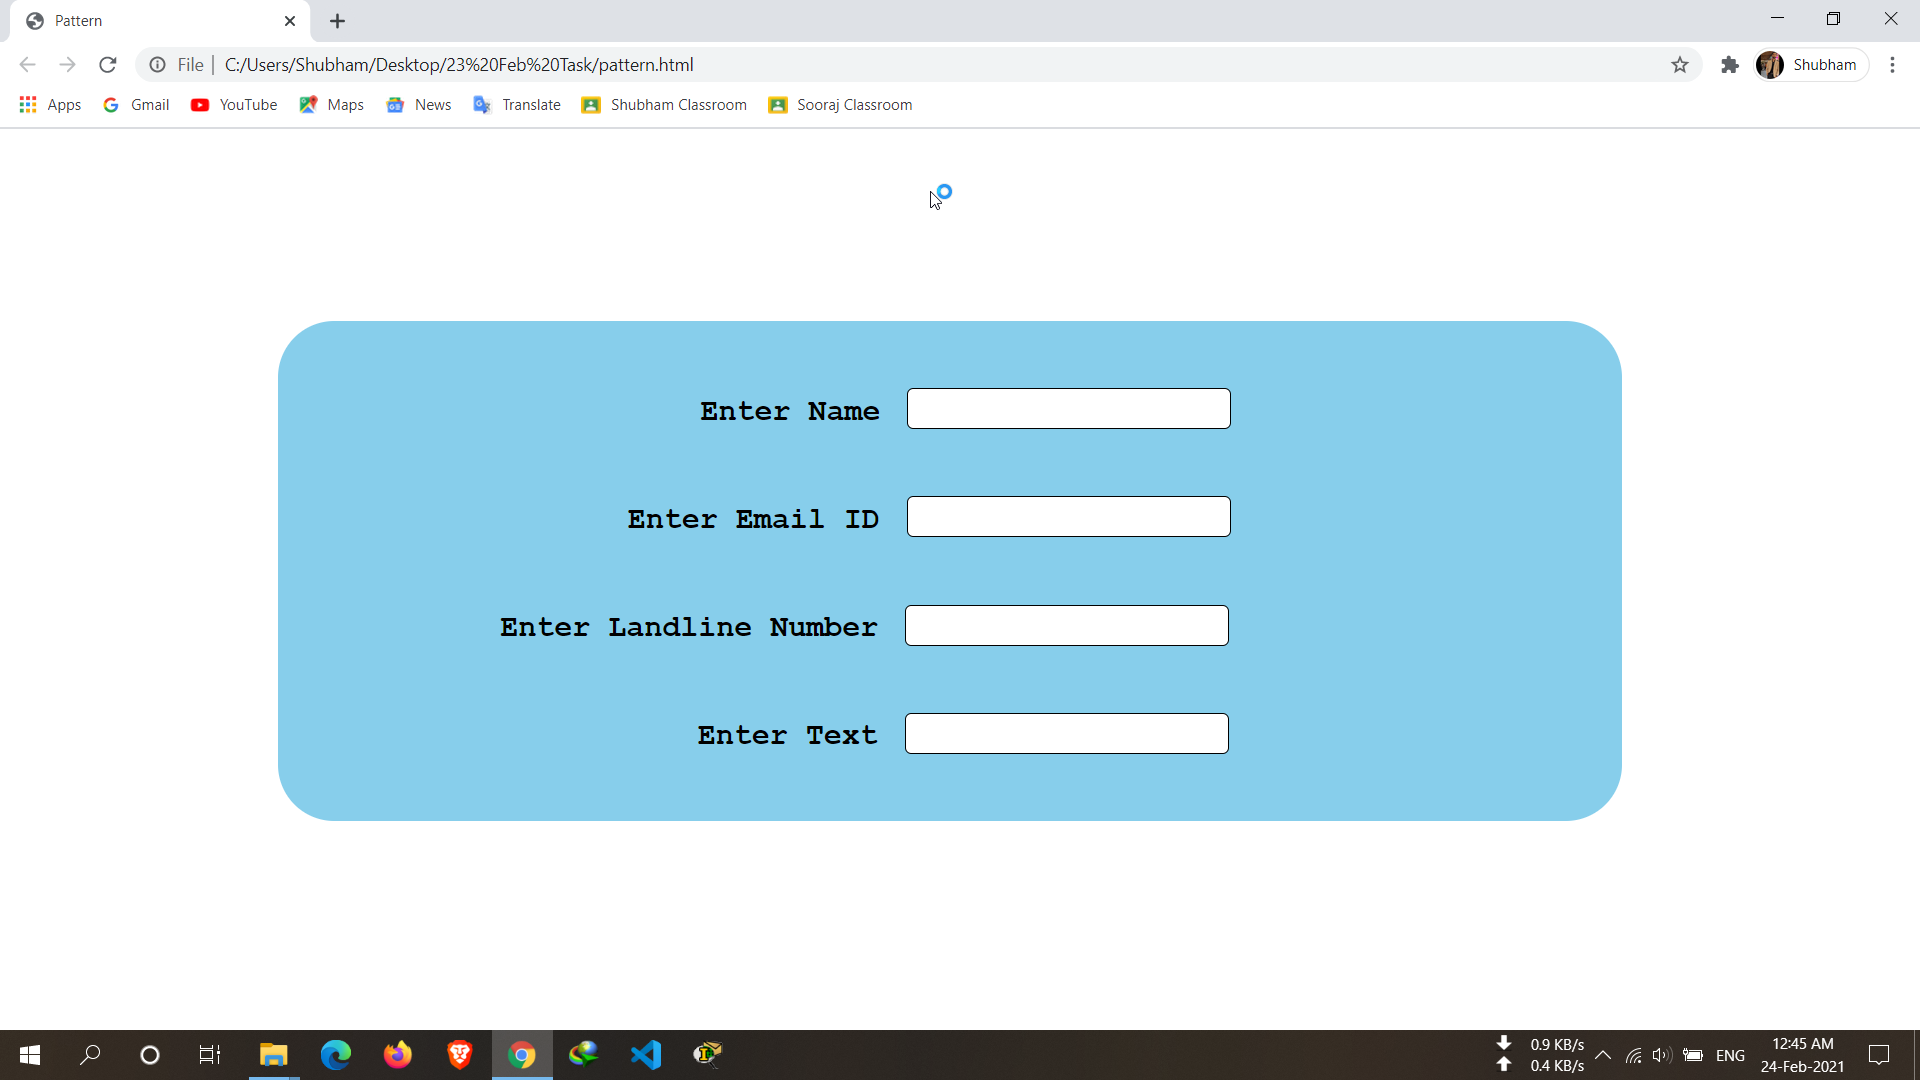 Pattern
File | C:/Users/Shubham/Desktop/23%20Feb%20Task/pattern.html
Shubham
Apps Gmail YouTube Maps News Translate Shubham Classroom Sooraj Classroom
Enter Name
Enter Email ID
Enter Landline Number
Enter Text
0.9 KB/s
0.4 KB/s
ENG
12:45 AM
24-Feb-2021